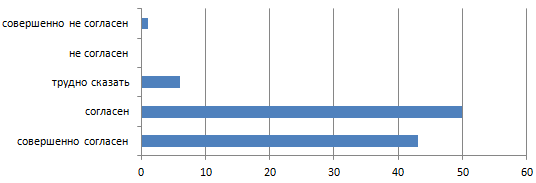 совершенно не согласен
не согласен
трудно сказать
согласен
совершенно согласен
0 10 20 30 40 50 60